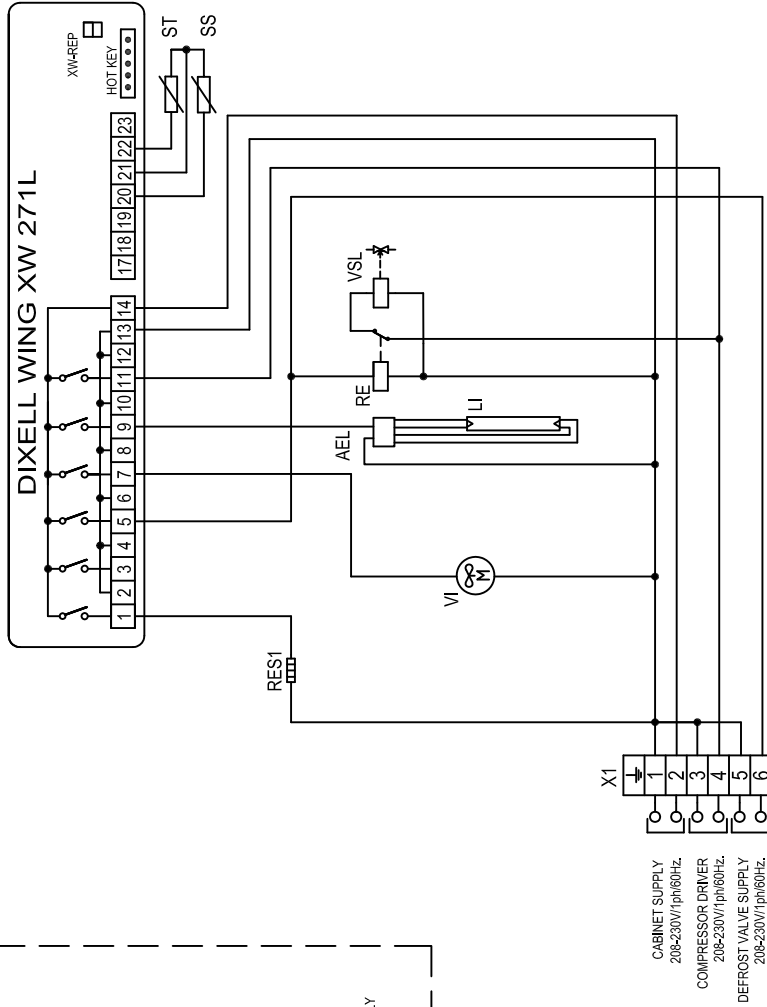 DIXELL WING XW 271L
XW-REP
HOT KEY
ST
SS
1 2 3 4 5 6 7 8 9 10 11 12 13 14
17 18 19 20 21 22 23
VSL
RE
AEL
LI
VI
M
RES1
X1
1 2 3 4 5 6
CABINET SUPPLY
208-230V/1ph/60Hz.
COMPRESSOR DRIVER
208-230V/1ph/60Hz.
DEFROST VALVE SUPPLY
208-230V/1ph/60Hz.
LY